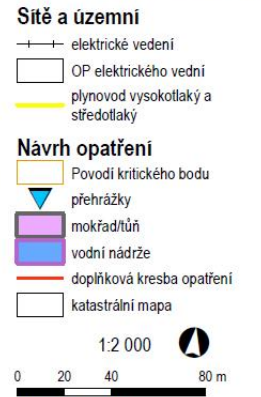 Sítě a územní
elektrické vedení
OP elektrického vední
plynovod vysokotlaký a
středotlaký
Návrh opatření
Povodí kritického bodu
přehrážky
mokřad/tůň
vodní nádrže
doplňková kresba opatření
katastrální mapa
1:2 000
0 20 40 80 m